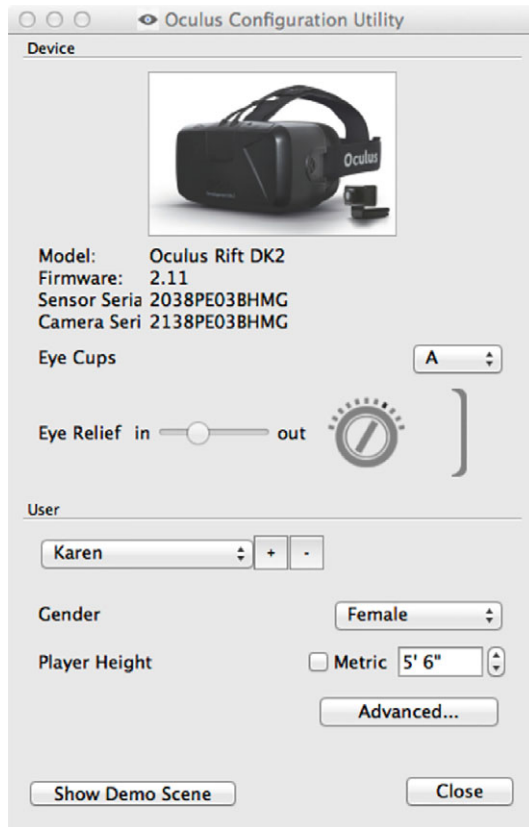 Oculus Configuration Utility
Device
Oculus
Model: Oculus Rift DK2
Firmware: 2.11
Sensor Seria 2038PE03BHMG
Camera Seri 2138PE03BHMG
Eye Cups A
Eye Relief in out
User
Karen + -
Gender Female
Player Height Metric 5' 6"
Advanced...
Show Demo Scene Close